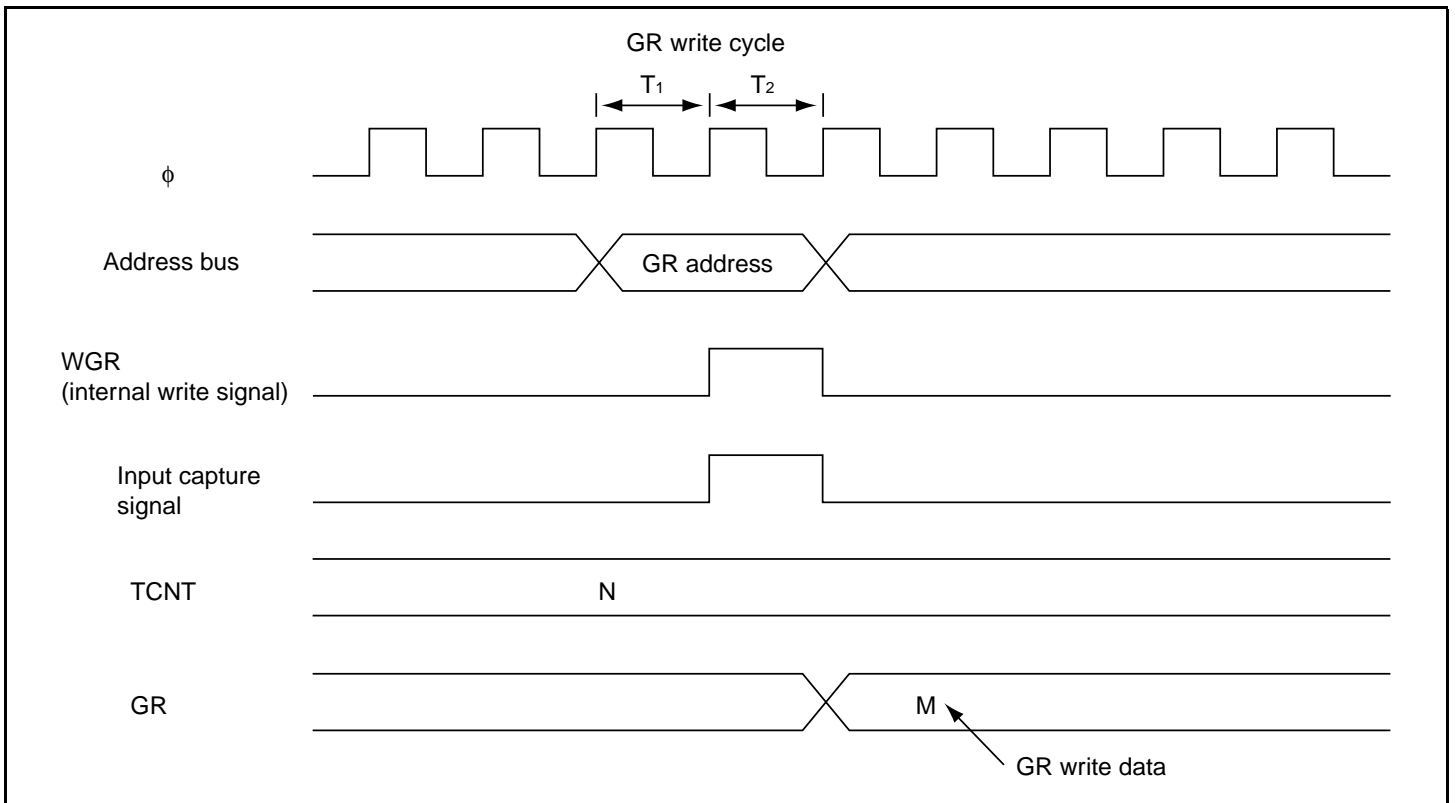 GR write cycle
T1 T2
ϕ
Address bus
GR address
WGR
(internal write signal)
Input capture
signal
TCNT
N
GR
M
GR write data